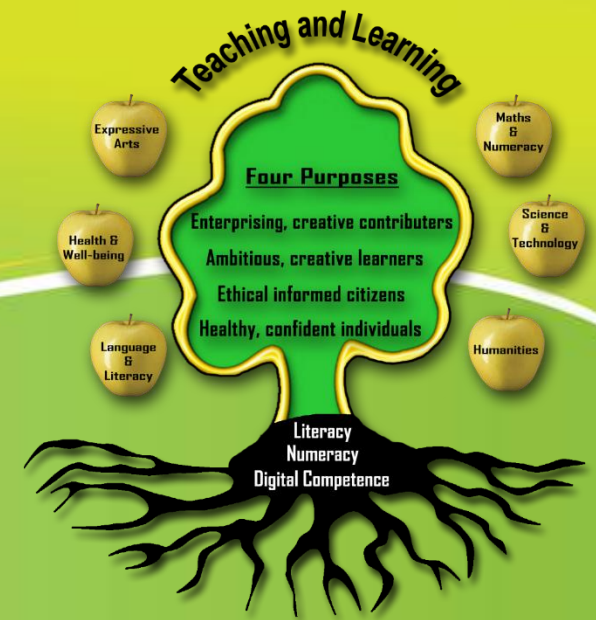 Teaching and Learning
Expressive
Arts
Health &
Well-being
Language
&
Literacy
Four Purposes
Enterprising, creative contributers
Ambitious, creative learners
Ethical informed citizens
Healthy, confident individuals
Maths
&
Numeracy
Science
&
Technology
Humanities
Literacy
Numeracy
Digital Competence